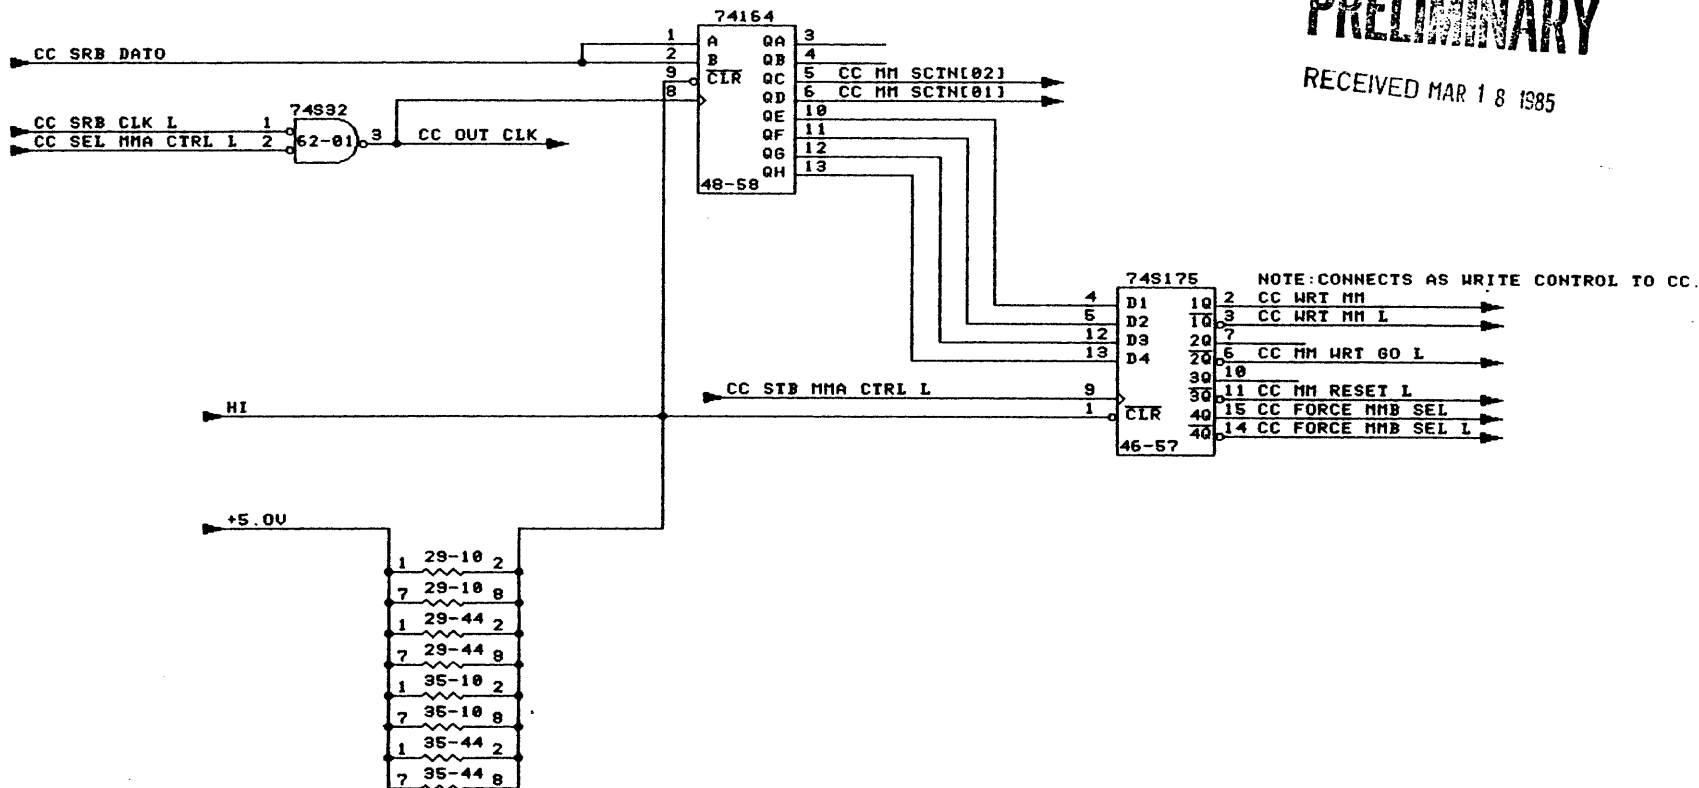 PRELIMINARY
RECEIVED MAR 18 1985
74164
CC SRB DATO
1 A QA 3
2 B QB 4
9 CLR QC 5 CC MM SCTN[02]
8 QD 6 CC MM SCTN[01]
QE 10
QF 11
QG 12
QH 13
48-58
74S32
CC SRB CLK L 1
CC SEL MMA CTRL L 2
62-01 3 CC OUT CLK
74S175 NOTE:CONNECTS AS WRITE CONTROL TO CC.
4 D1 1Q 2 CC WRT MM
5 D2 1Q 3 CC WRT MM L
12 D3 2Q 7
13 D4 2Q 6 CC MM WRT GO L
3Q 10
CC STB MMA CTRL L 9 3Q 11 CC MM RESET L
HI 1 CLR 4Q 15 CC FORCE MMB SEL
4Q 14 CC FORCE MMB SEL L
46-57
+5.0V
1 29-10 2
7 29-10 8
1 29-44 2
7 29-44 8
1 35-10 2
7 35-10 8
1 35-44 2
7 35-44 8